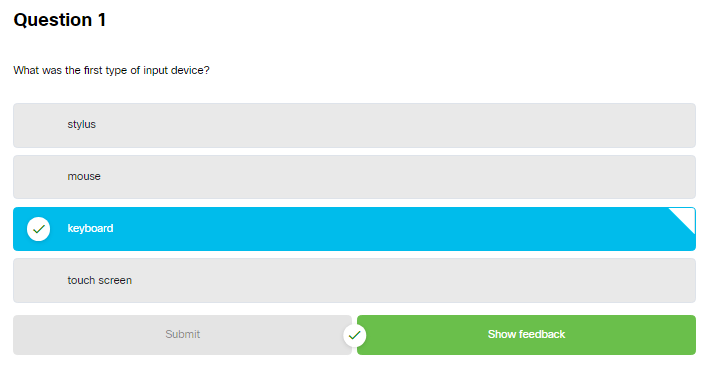 Question 1
What was the first type of input device?
stylus
mouse
keyboard
touch screen
Submit
Show feedback